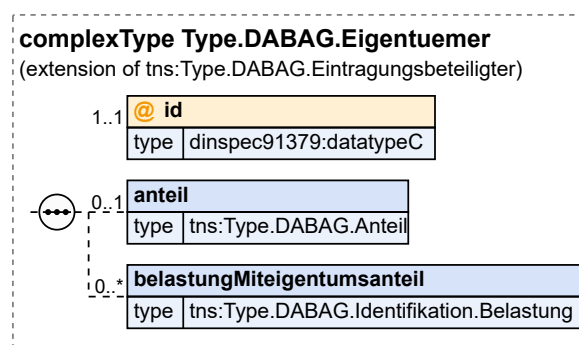 complexType Type.DABAG.Eigentuemer
(extension of tns:Type.DABAG.Eintragungsbeteiligter)
1..1 @ id
type dinspec91379:datatypeC
0..1 anteil
type tns:Type.DABAG.Anteil
0..* belastungMiteigentumsanteil
type tns:Type.DABAG.Identifikation.Belastung